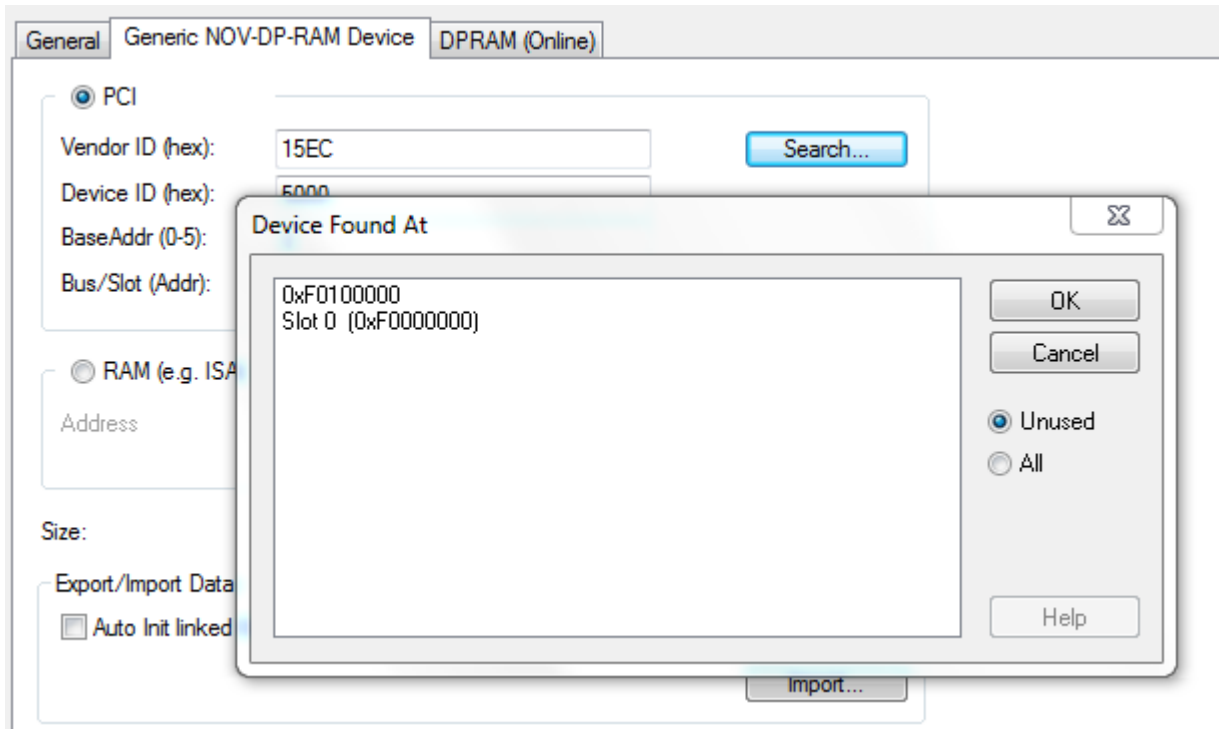 General Generic NOV-DP-RAM Device DPRAM (Online)
PCI
Vendor ID (hex): 15EC Search...
Device ID (hex): 5000
BaseAddr (0-5):
Bus/Slot (Addr):
Device Found At
0xF0100000
Slot 0 (0xF0000000)
OK
Cancel
Unused
All
Help
RAM (e.g. ISA
Address
Size:
Export/Import Data
Auto Init linked
Import...